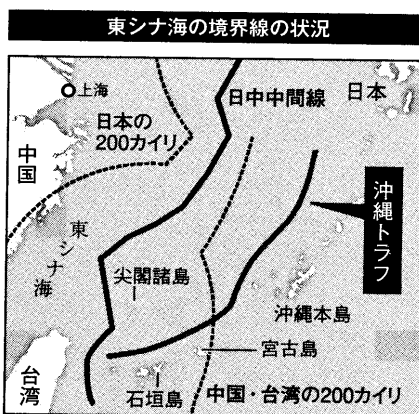 東シナ海の境界線の状況
上海
日本の
200カイリ
日中中間線
日本
中国
東シナ海
沖縄トラフ
尖閣諸島
沖縄本島
宮古島
台湾
石垣島
中国・台湾の200カイリ